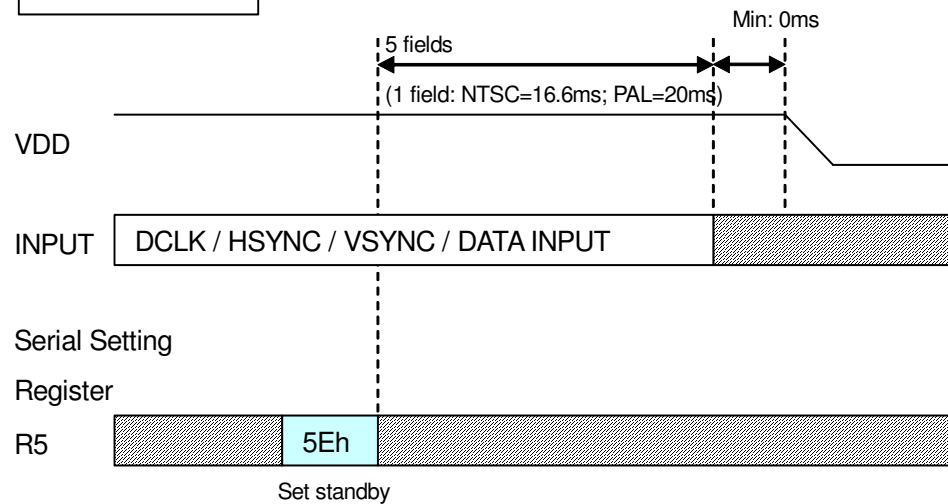 Min: 0ms
5 fields
(1 field: NTSC=16.6ms; PAL=20ms)
VDD
INPUT
DCLK / HSYNC / VSYNC / DATA INPUT
Serial Setting
Register
R5
5Eh
Set standby